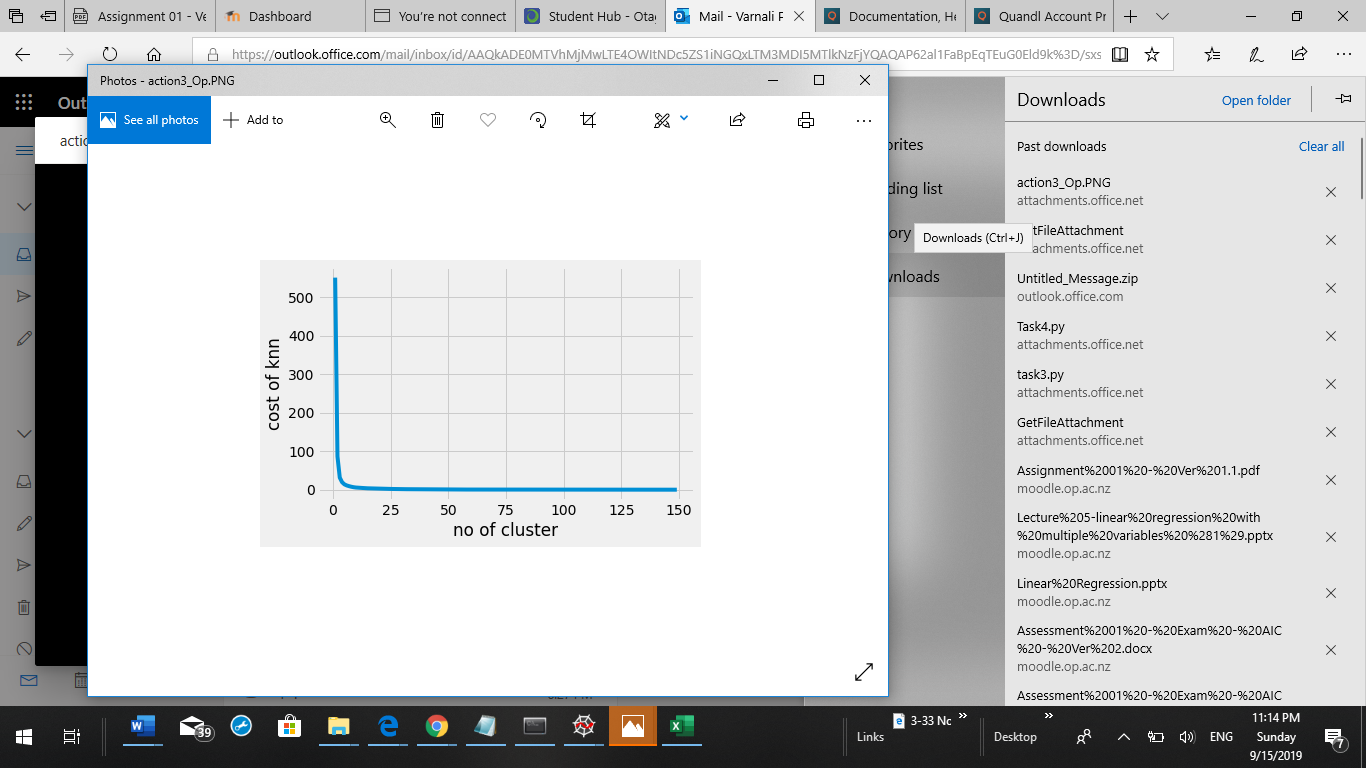 Assignment 01 - Ve
Dashboard
You're not connect
Student Hub - Otag
Mail - Varnali P
Documentation, He
Quandl Account Pr
https://outlook.office.com/mail/inbox/id/AAQkADE0MTVhMjMwLTE4OWItNDc5ZS1iNGQxLTM3MDI5MTlkNzFjYQAQAP62al1FaBpEqTEuG0Eld9k%3D/sxs
Out
actic
Photos - action3_Op.PNG
See all photos
Add to
500
400
300
200
100
0
cost of knn
0 25 50 75 100 125 150
no of cluster
orites
ding list
ory
wnloads
Downloads (Ctrl+J)
Downloads
Open folder
Past downloads
Clear all
action3_Op.PNG
attachments.office.net
tFileAttachment
achments.office.net
Untitled_Message.zip
outlook.office.com
Task4.py
attachments.office.net
task3.py
attachments.office.net
GetFileAttachment
attachments.office.net
Assignment%2001%20-%20Ver%201.1.pdf
moodle.op.ac.nz
Lecture%205-linear%20regression%20with
%20multiple%20variables%20%281%29.pptx
moodle.op.ac.nz
Linear%20Regression.pptx
moodle.op.ac.nz
Assessment%2001%20-%20Exam%20-%20AIC
%20-%20Ver%202.docx
moodle.op.ac.nz
Assessment%2001%20-%20Exam%20-%20AIC
39
Links
3-33 Nc
Desktop
ENG
11:14 PM
Sunday
9/15/2019
7